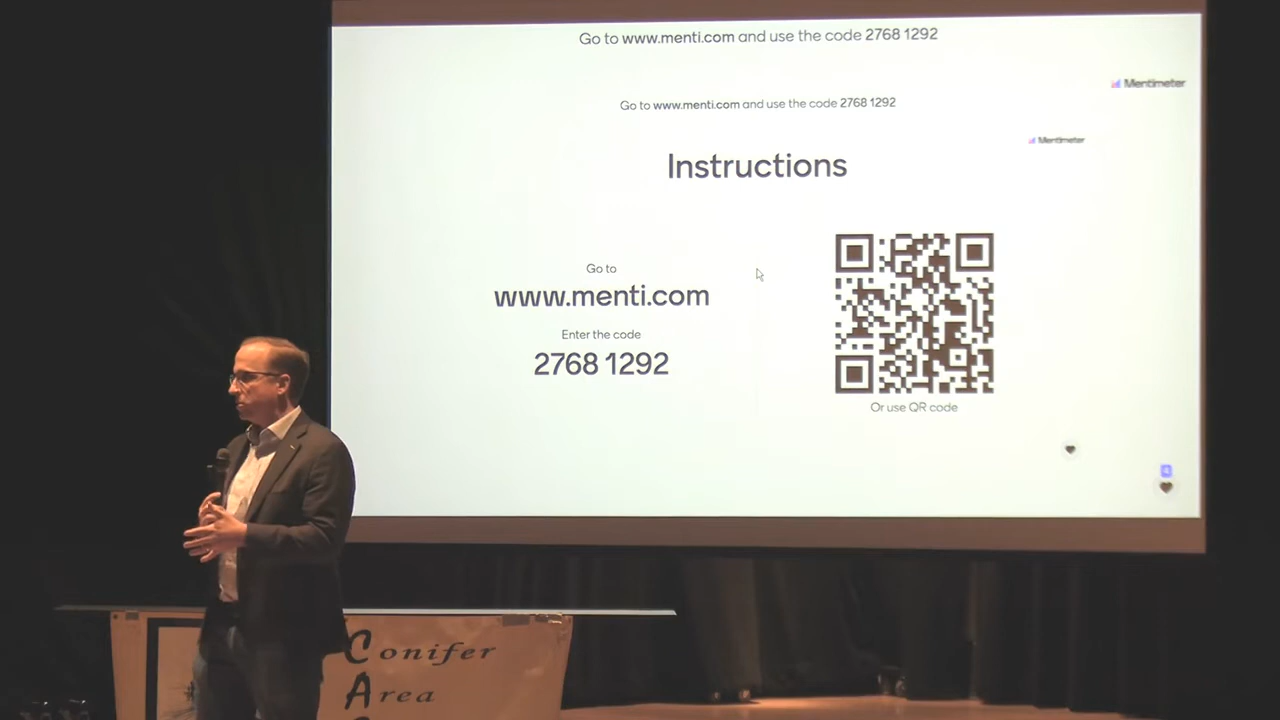 Go to www.menti.com and use the code 2768 1292
Mentimeter
Go to www.menti.com and use the code 2768 1292
Mentimeter
Instructions
Go to
www.menti.com
Enter the code
2768 1292
Or use QR code
4
Conifer
Area
C